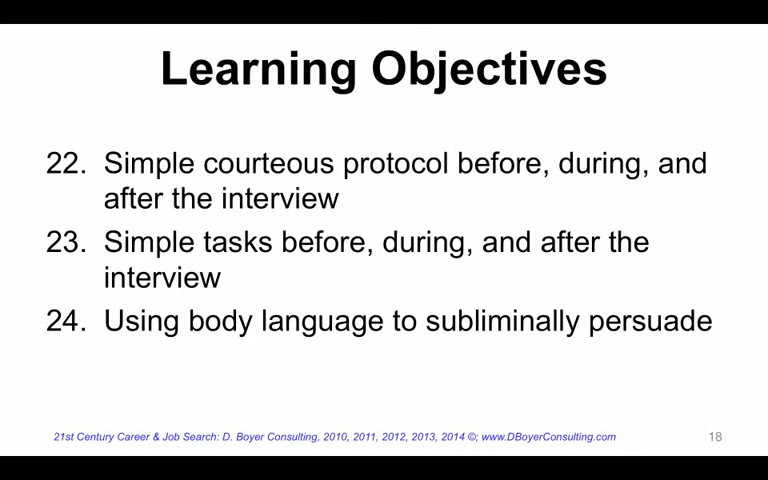 Learning Objectives
22. Simple courteous protocol before, during, and
after the interview
23. Simple tasks before, during, and after the
interview
24. Using body language to subliminally persuade
21st Century Career & Job Search: D. Boyer Consulting, 2010, 2011, 2012, 2013, 2014 ©; www.DBoyerConsulting.com
18